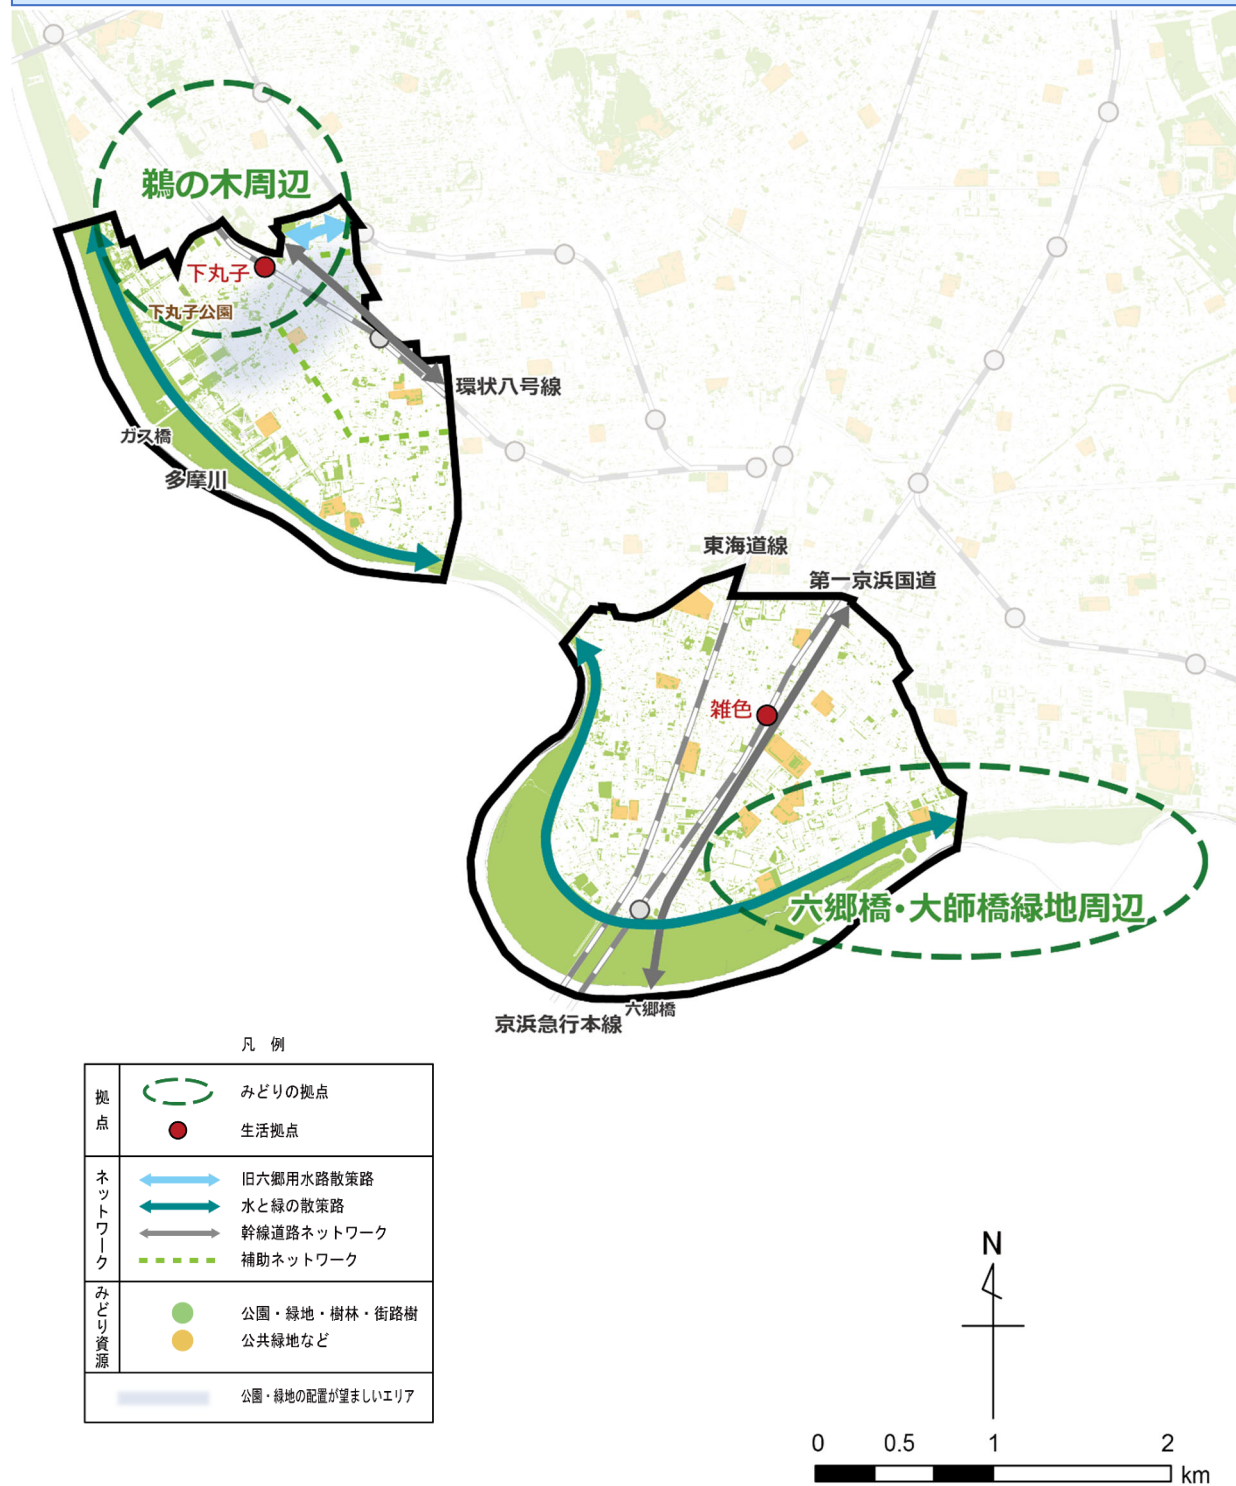 鵜の木周辺
下丸子
下丸子公園
環状八号線
ガス橋
多摩川
東海道線
第一京浜国道
雑色
六郷橋・大師橋緑地周辺
六郷橋
京浜急行本線
凡 例
拠点
みどりの拠点
生活拠点
ネットワーク
旧六郷用水路散策路
水と緑の散策路
幹線道路ネットワーク
補助ネットワーク
みどり資源
公園・緑地・樹林・街路樹
公共緑地など
公園・緑地の配置が望ましいエリア
N
0 0.5 1 2
km